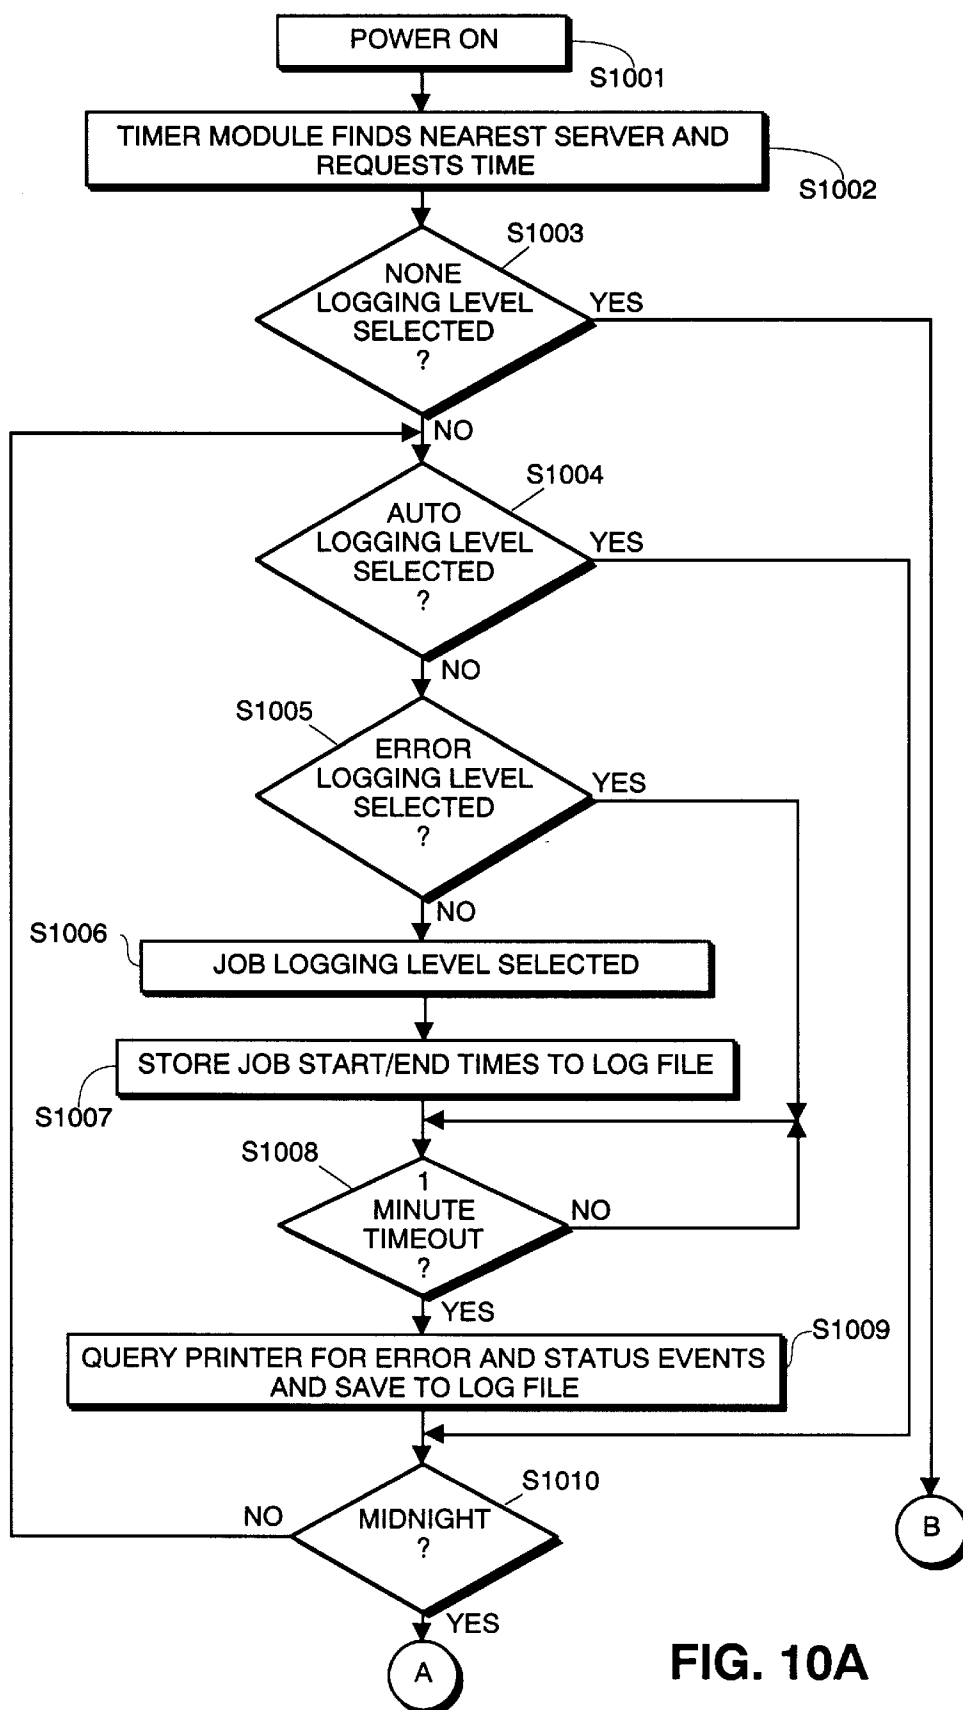 POWER ON
S1001
TIMER MODULE FINDS NEAREST SERVER AND
REQUESTS TIME
S1002
S1003
NONE
LOGGING LEVEL
SELECTED
?
YES
NO
S1004
AUTO
LOGGING LEVEL
SELECTED
?
YES
NO
S1005
ERROR
LOGGING LEVEL
SELECTED
?
YES
NO
S1006
JOB LOGGING LEVEL SELECTED
STORE JOB START/END TIMES TO LOG FILE
S1007
S1008
1
MINUTE
TIMEOUT
?
NO
YES
S1009
QUERY PRINTER FOR ERROR AND STATUS EVENTS
AND SAVE TO LOG FILE
S1010
MIDNIGHT
?
NO
B
YES
A
FIG. 10A